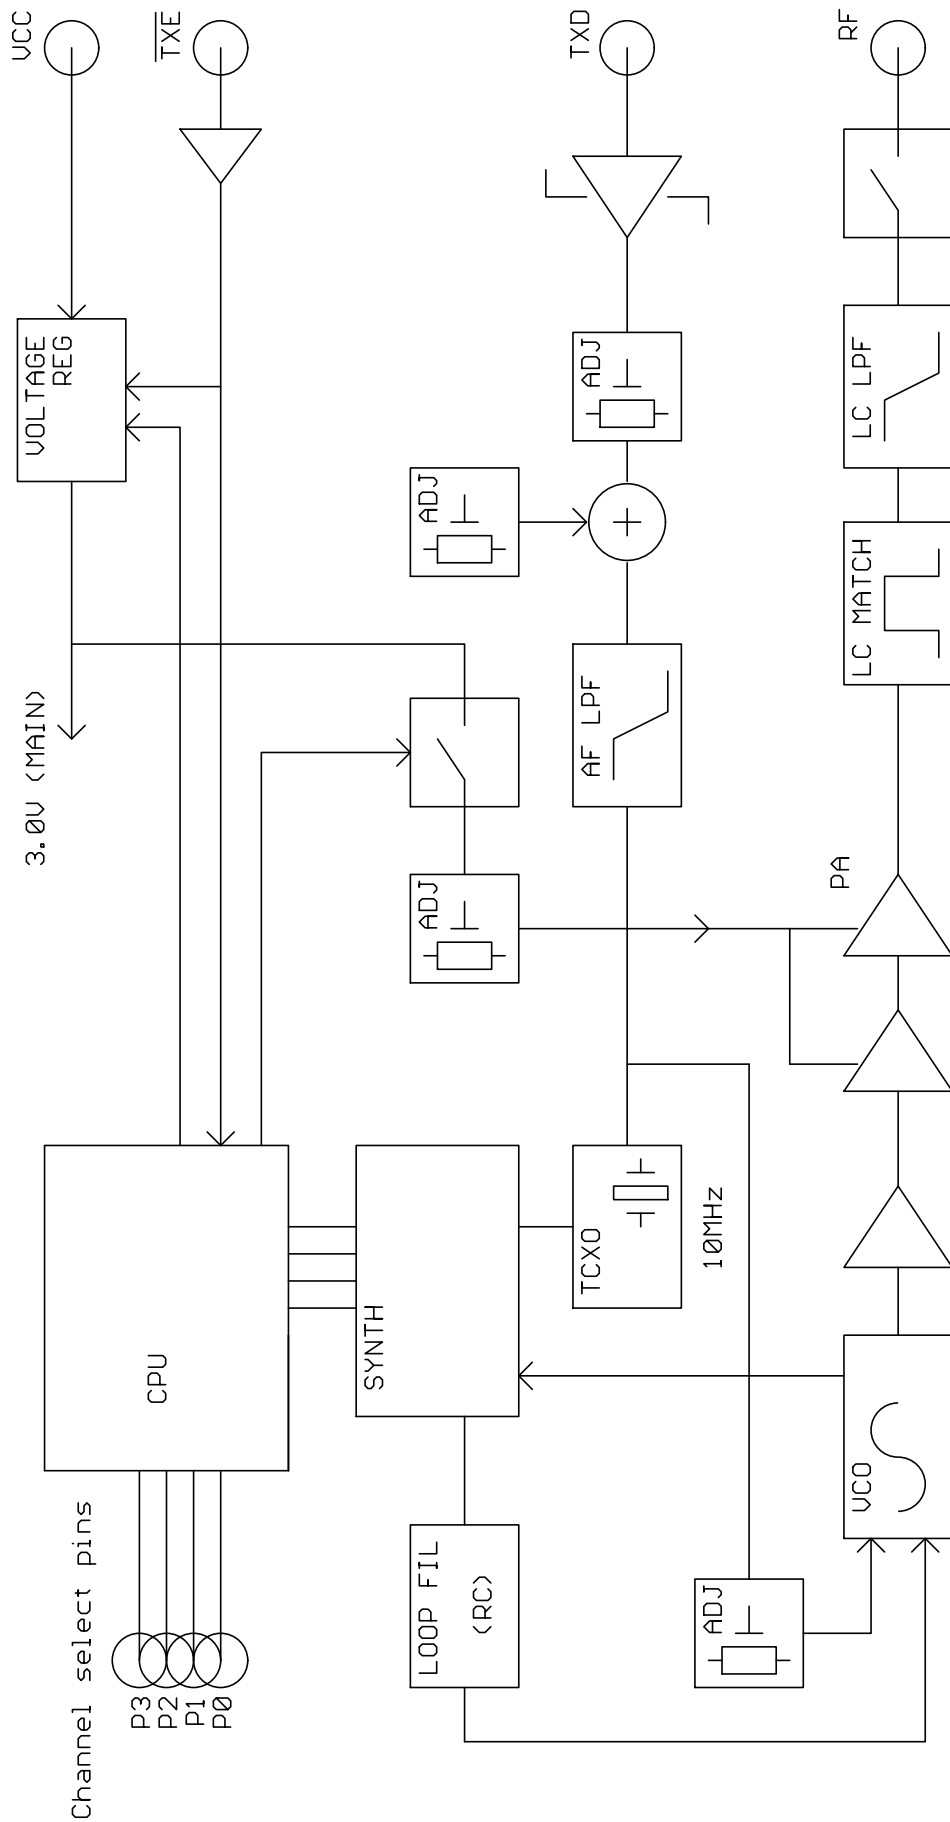 Channel select pins
P3
P2
P1
P0
CPU
3.0V (MAIN)
VOLTAGE
REG
VCC
TXE
LOOP FIL
(RC)
SYNTH
ADJ
ADJ
TCXO
10MHz
AF LPF
ADJ
TXD
ADJ
VCO
PA
LC MATCH
LC LPF
RF